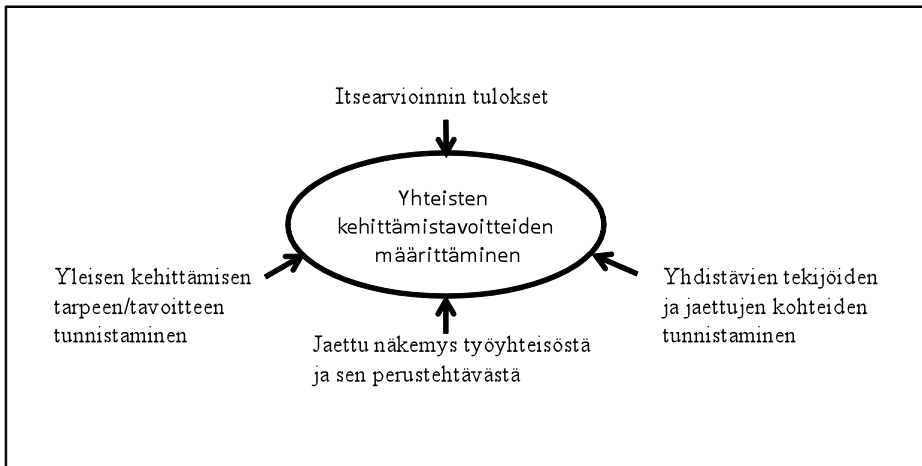 Itsearvioinnin tulokset
Yhteisten
kehittämistavoitteiden
määrittäminen
Yleisen kehittämisen
tarpeen/tavoitteen
tunnistaminen
Yhdistävien tekijöiden
ja jaettujen kohteiden
tunnistaminen
Jaettu näkemys työyhteisöstä
ja sen perustehtävästä